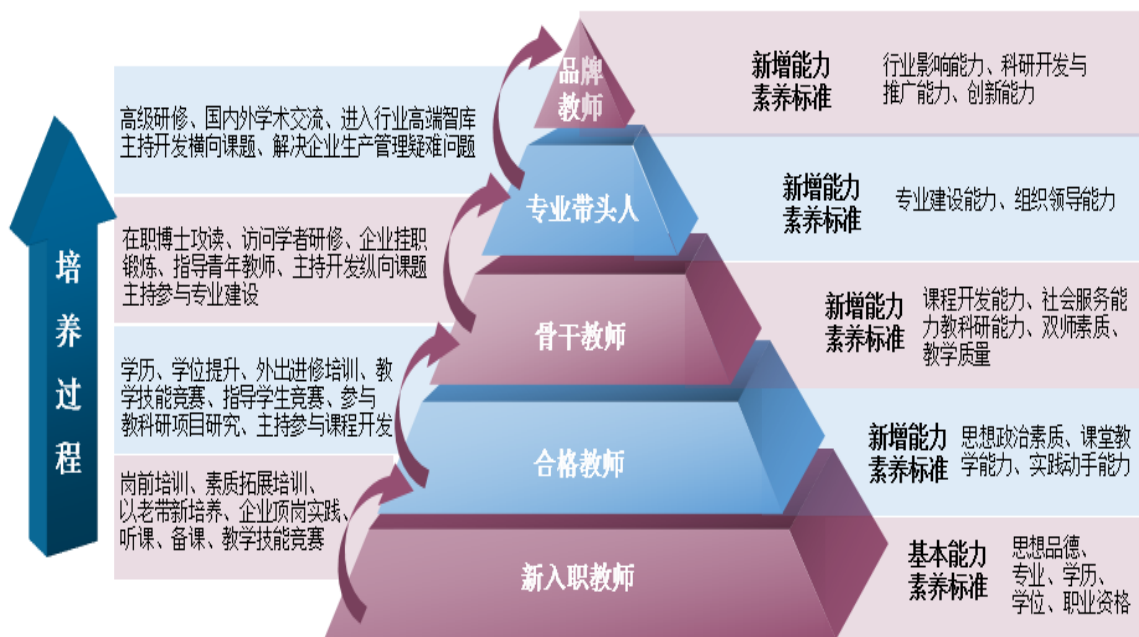 培
养
过
程
高级研修、国内外学术交流、进入行业高端智库
主持开发横向课题、解决企业生产管理疑难问题
在职博士攻读、访问学者研修、企业挂职
锻炼、指导青年教师、主持开发纵向课题
主持参与专业建设
学历、学位提升、外出进修培训、教
学技能竞赛、指导学生竞赛、参与
教科研项目研究、主持参与课程开发
岗前培训、素质拓展培训、
以老带新培养、企业顶岗实践、
听课、备课、教学技能竞赛
品牌
教师
专业带头人
骨干教师
合格教师
新入职教师
新增能力
素养标准
行业影响能力、科研开发与
推广能力、创新能力
新增能力
素养标准
专业建设能力、组织领导能力
新增能力
素养标准
课程开发能力、社会服务能
力教科研能力、双师素质、
教学质量
新增能力
素养标准
思想政治素质、课堂教
学能力、实践动手能力
基本能力
素养标准
思想品德、
专业、学历、
学位、职业资格